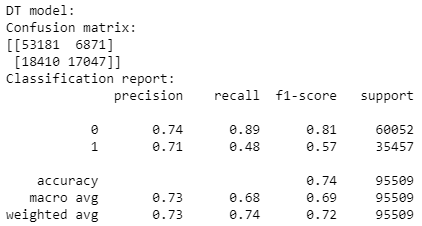 DT model:
Confusion matrix:
[[53181  6871]
 [18410 17047]]
Classification report:
              precision    recall  f1-score   support

           0       0.74      0.89      0.81     60052
           1       0.71      0.48      0.57     35457

    accuracy                           0.74     95509
   macro avg       0.73      0.68      0.69     95509
weighted avg       0.73      0.74      0.72     95509